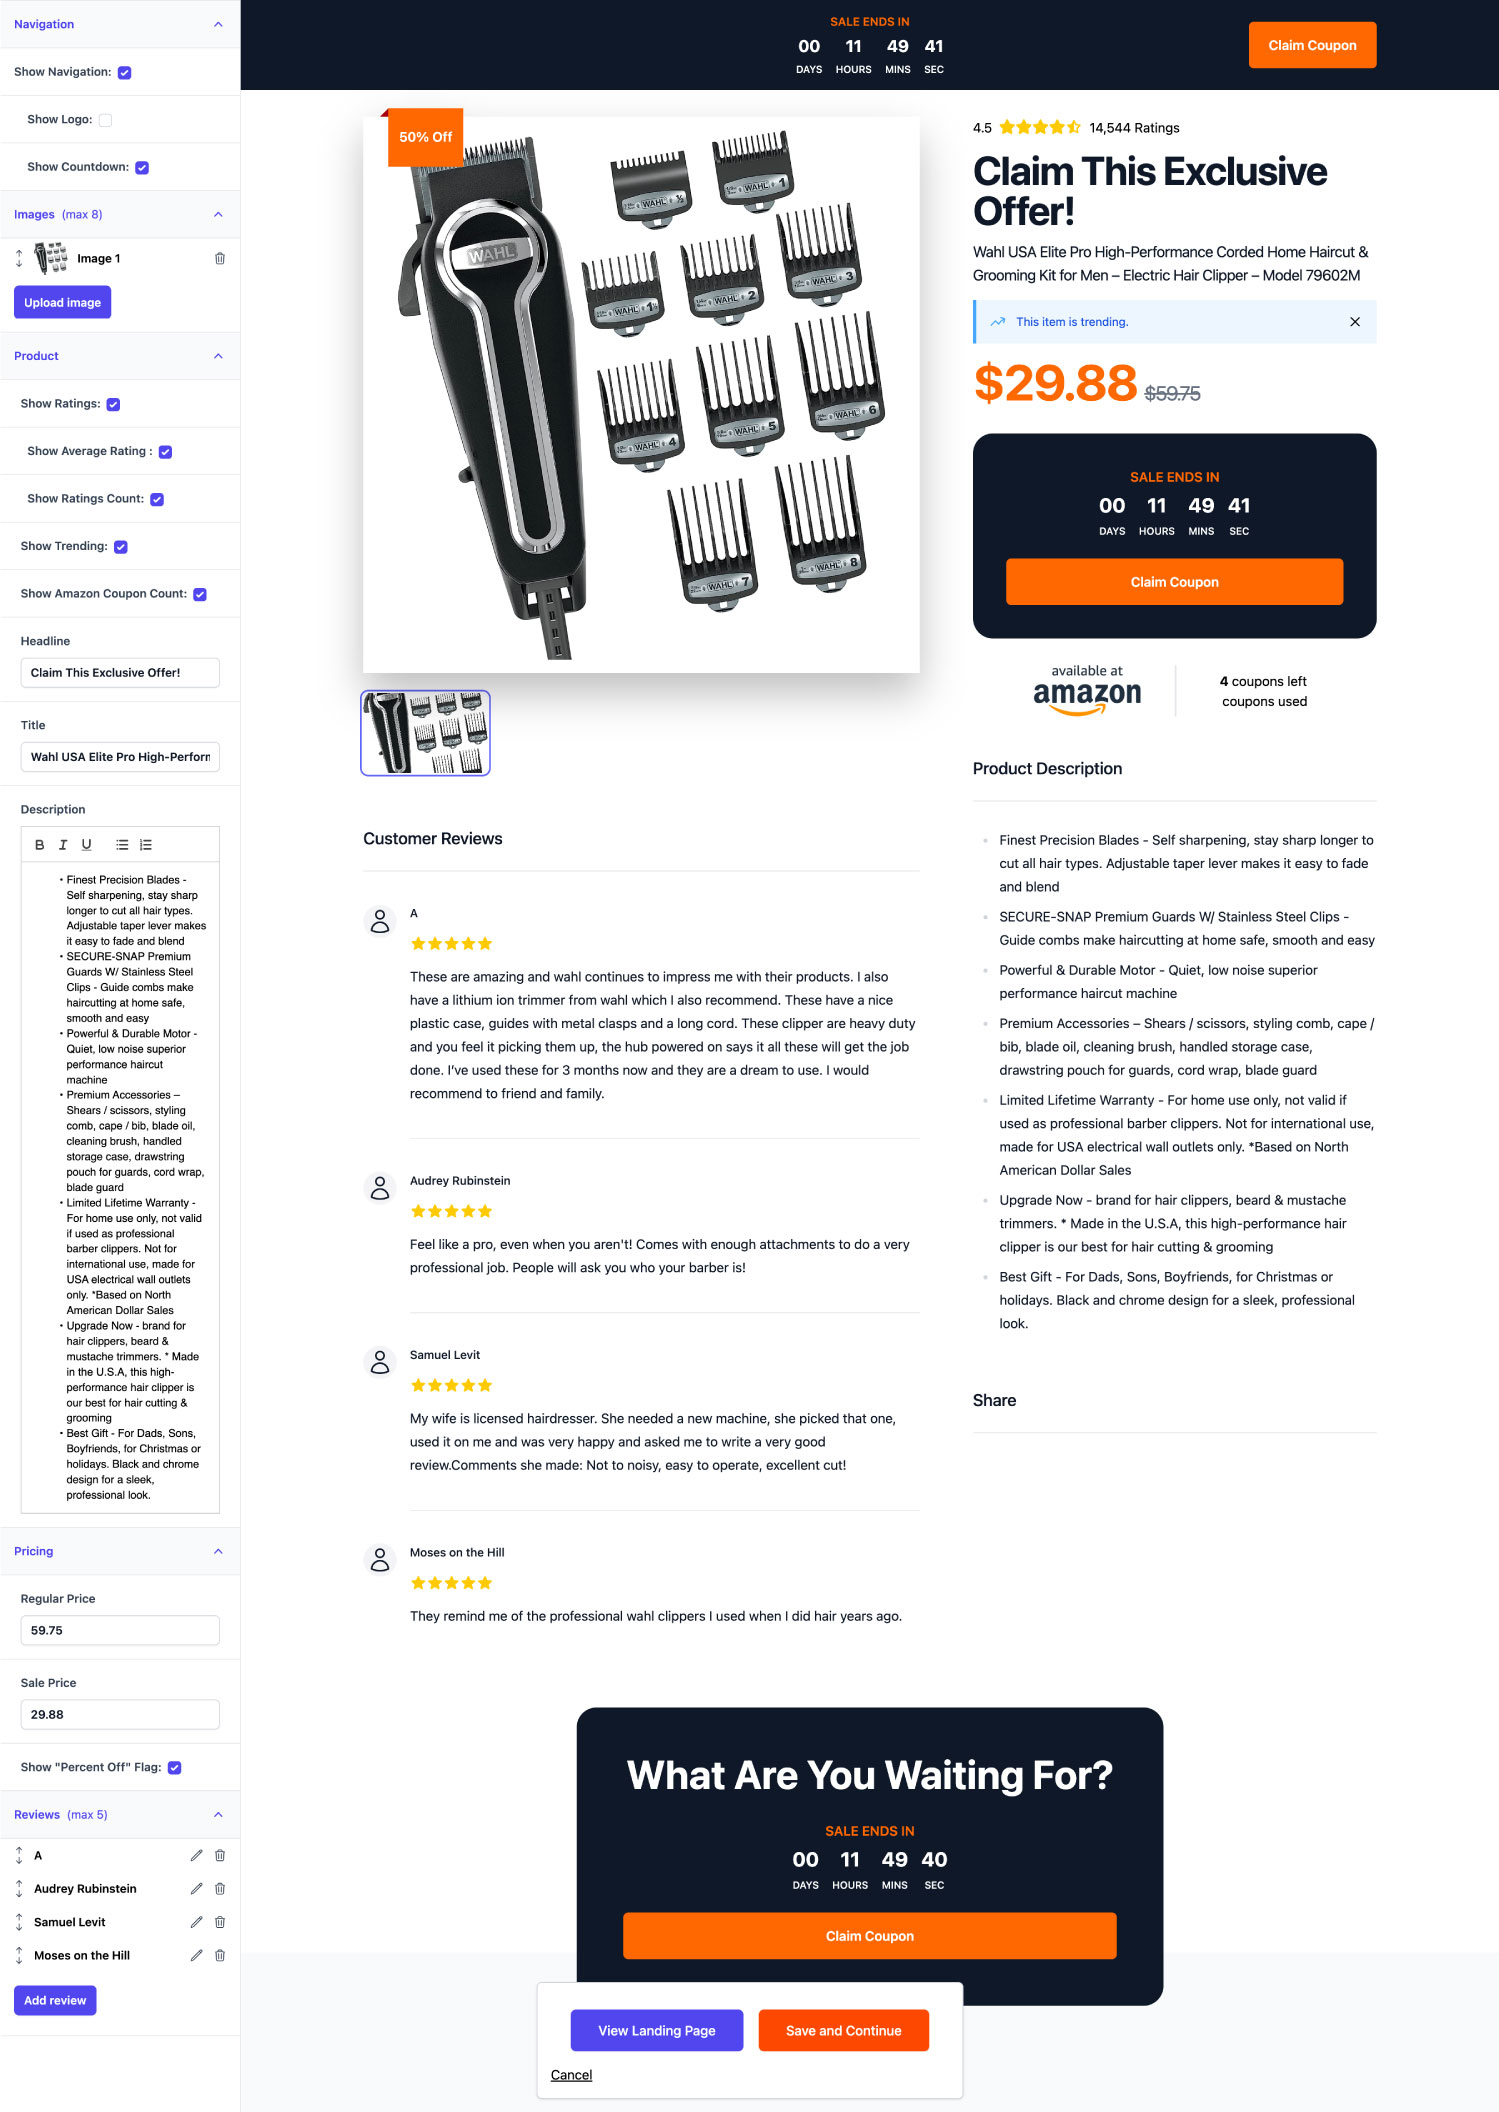 Navigation
Show Navigation:
Show Logo:
Show Countdown:
Images (max 8)
Image 1
Upload image
Product
Show Ratings:
Show Average Rating :
Show Ratings Count:
Show Trending:
Show Amazon Coupon Count:
Headline
Claim This Exclusive Offer!
Title
Wahl USA Elite Pro High-Perforn
Description
B I U
• Finest Precision Blades -
Self sharpening, stay sharp
longer to cut all hair types.
Adjustable taper lever makes
it easy to fade and blend
• SECURE-SNAP Premium
Guards W/ Stainless Steel
Clips - Guide combs make
haircutting at home safe,
smooth and easy
• Powerful & Durable Motor -
Quiet, low noise superior
performance haircut
machine
• Premium Accessories –
Shears / scissors, styling
comb, cape / bib, blade oil,
cleaning brush, handled
storage case, drawstring
pouch for guards, cord wrap,
blade guard
• Limited Lifetime Warranty -
For home use only, not valid
if used as professional
barber clippers. Not for
international use, made for
USA electrical wall outlets
only. *Based on North
American Dollar Sales
• Upgrade Now - brand for
hair clippers, beard &
mustache trimmers. * Made
in the U.S.A, this high-
performance hair clipper is
our best for hair cutting &
grooming
• Best Gift - For Dads, Sons,
Boyfriends, for Christmas or
holidays. Black and chrome
design for a sleek,
professional look.
Pricing
Regular Price
59.75
Sale Price
29.88
Show "Percent Off" Flag:
Reviews (max 5)
A
Audrey Rubinstein
Samuel Levit
Moses on the Hill
Add review
SALE ENDS IN
00 11 49 41
DAYS HOURS MINS SEC
Claim Coupon
50% Off
WAHL
WAHL ½
WAHL 1
WAHL 1½
WAHL 2
WAHL 3
WAHL 4
WAHL 5
WAHL 6
WAHL 7
WAHL 8
Customer Reviews
A
These are amazing and wahl continues to impress me with their products. I also
have a lithium ion trimmer from wahl which I also recommend. These have a nice
plastic case, guides with metal clasps and a long cord. These clipper are heavy duty
and you feel it picking them up, the hub powered on says it all these will get the job
done. I've used these for 3 months now and they are a dream to use. I would
recommend to friend and family.
Audrey Rubinstein
Feel like a pro, even when you aren't! Comes with enough attachments to do a very
professional job. People will ask you who your barber is!
Samuel Levit
My wife is licensed hairdresser. She needed a new machine, she picked that one,
used it on me and was very happy and asked me to write a very good
review.Comments she made: Not to noisy, easy to operate, excellent cut!
Moses on the Hill
They remind me of the professional wahl clippers I used when I did hair years ago.
4.5 14,544 Ratings
Claim This Exclusive
Offer!
Wahl USA Elite Pro High-Performance Corded Home Haircut &
Grooming Kit for Men – Electric Hair Clipper – Model 79602M
This item is trending.
$29.88 $59.75
SALE ENDS IN
00 11 49 41
DAYS HOURS MINS SEC
Claim Coupon
available at
amazon
4 coupons left
coupons used
Product Description
Finest Precision Blades - Self sharpening, stay sharp longer to
cut all hair types. Adjustable taper lever makes it easy to fade
and blend
SECURE-SNAP Premium Guards W/ Stainless Steel Clips -
Guide combs make haircutting at home safe, smooth and easy
Powerful & Durable Motor - Quiet, low noise superior
performance haircut machine
Premium Accessories – Shears / scissors, styling comb, cape /
bib, blade oil, cleaning brush, handled storage case,
drawstring pouch for guards, cord wrap, blade guard
Limited Lifetime Warranty - For home use only, not valid if
used as professional barber clippers. Not for international use,
made for USA electrical wall outlets only. *Based on North
American Dollar Sales
Upgrade Now - brand for hair clippers, beard & mustache
trimmers. * Made in the U.S.A, this high-performance hair
clipper is our best for hair cutting & grooming
Best Gift - For Dads, Sons, Boyfriends, for Christmas or
holidays. Black and chrome design for a sleek, professional
look.
Share
What Are You Waiting For?
SALE ENDS IN
00 11 49 40
DAYS HOURS MINS SEC
Claim Coupon
View Landing Page
Save and Continue
Cancel